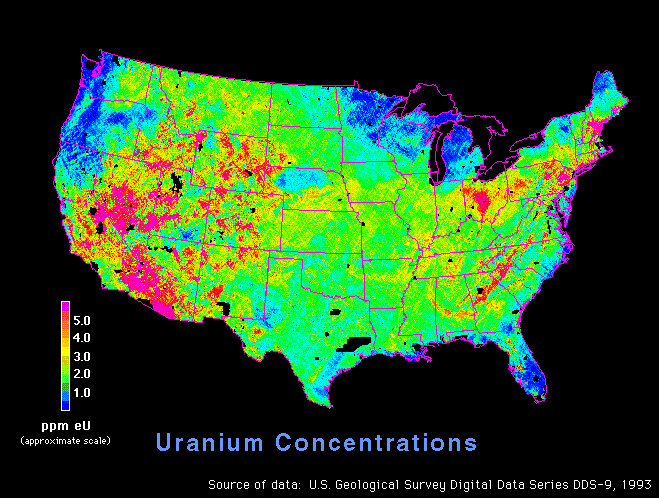 5.0
4.0
3.0
2.0
1.0
ppm eU
(approximate scale)
Uranium Concentrations
Source of data: U.S. Geological Survey Digital Data Series DDS-9, 1993